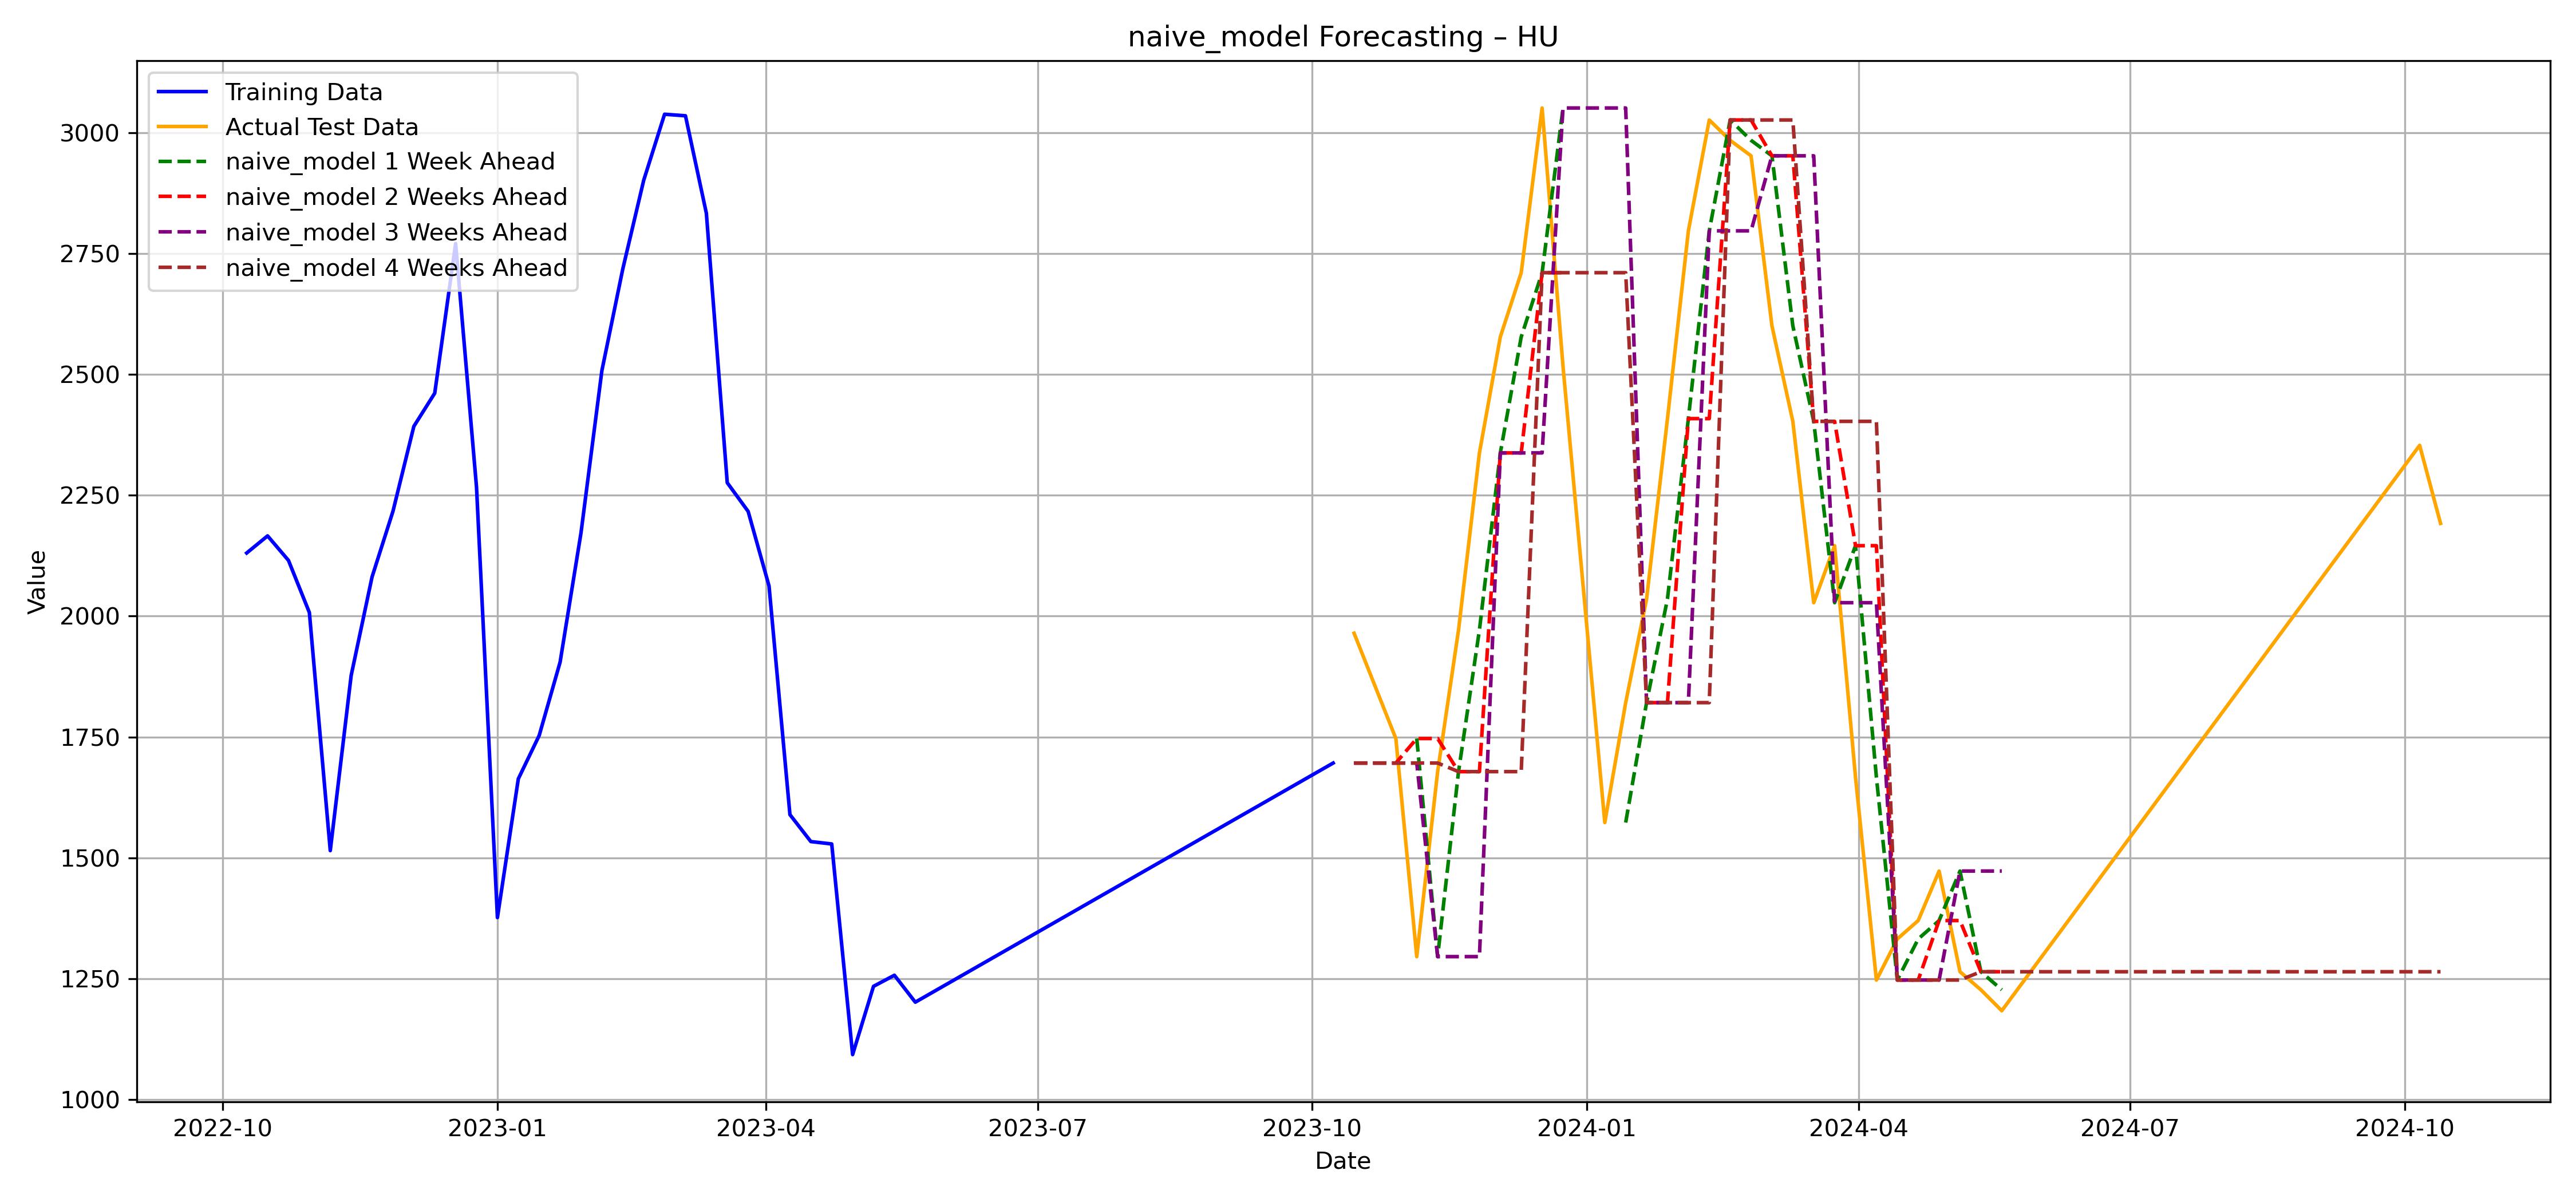 naive_model Forecasting – HU
Training Data
Actual Test Data
naive_model 1 Week Ahead
naive_model 2 Weeks Ahead
naive_model 3 Weeks Ahead
naive_model 4 Weeks Ahead
3000
2750
2500
2250
2000
1750
1500
1250
1000
Value
2022-10
2023-01
2023-04
2023-07
2023-10
2024-01
2024-04
2024-07
2024-10
Date